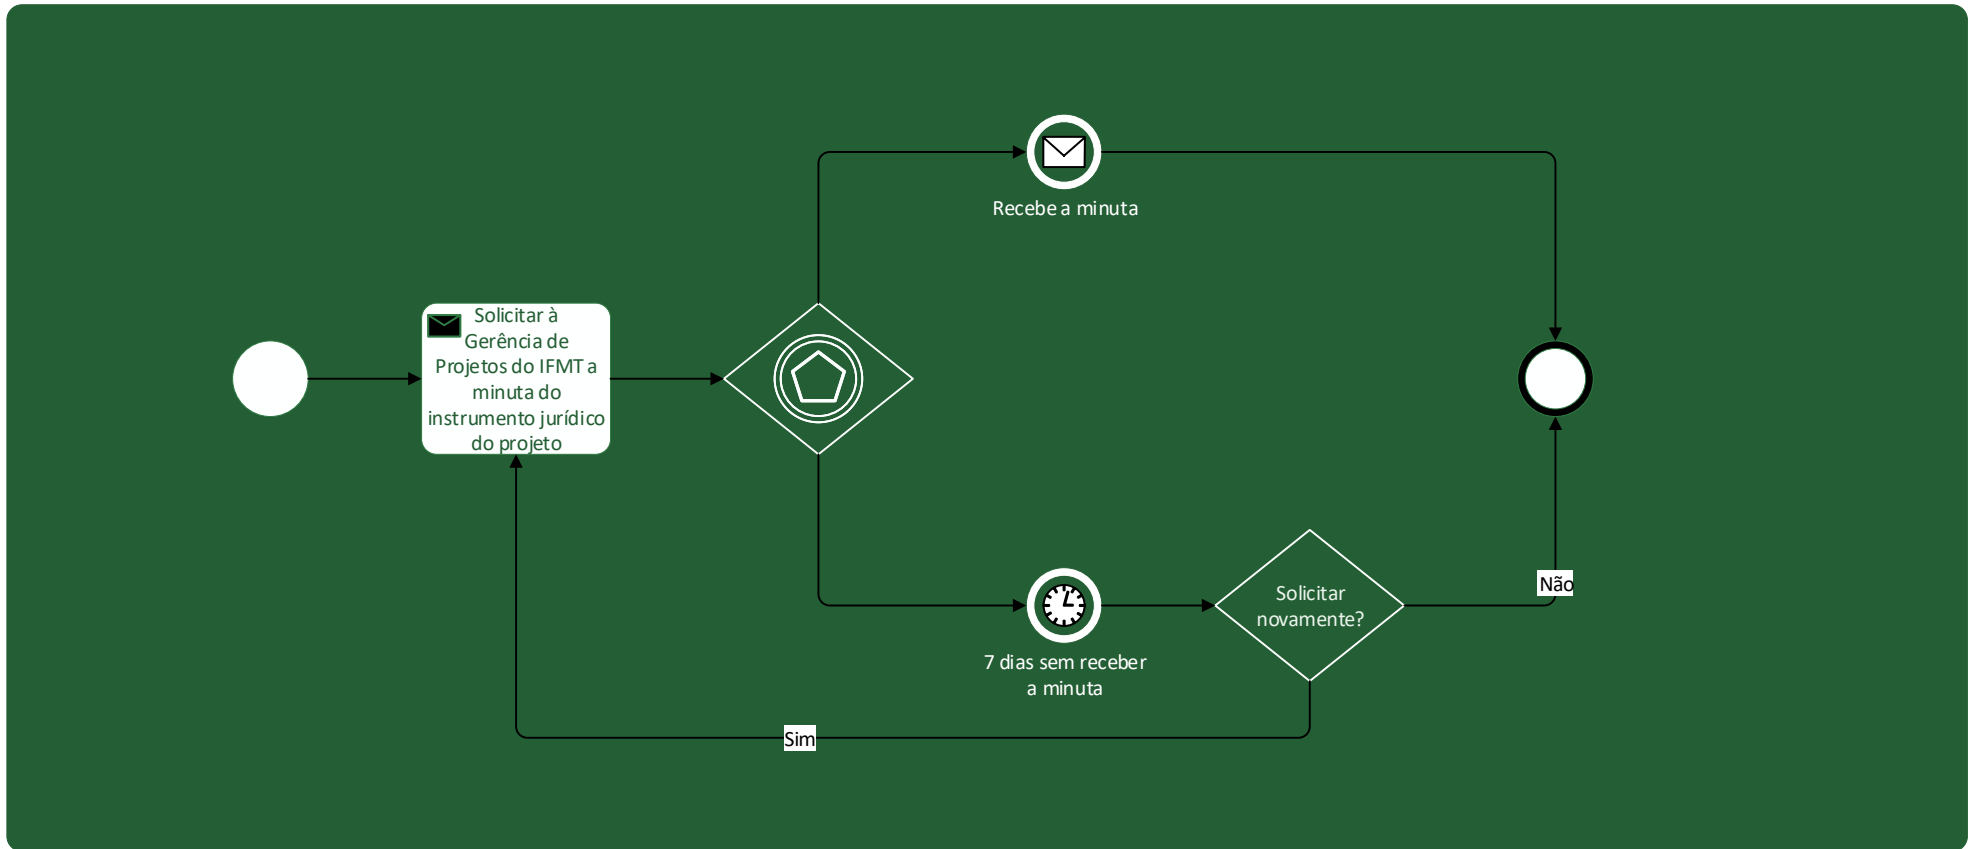 Recebe a minuta
Solicitar à
Gerência de
Projetos do IFMT a
minuta do
instrumento jurídico
do projeto
Não
Solicitar
novamente?
7 dias sem receber
a minuta
Sim